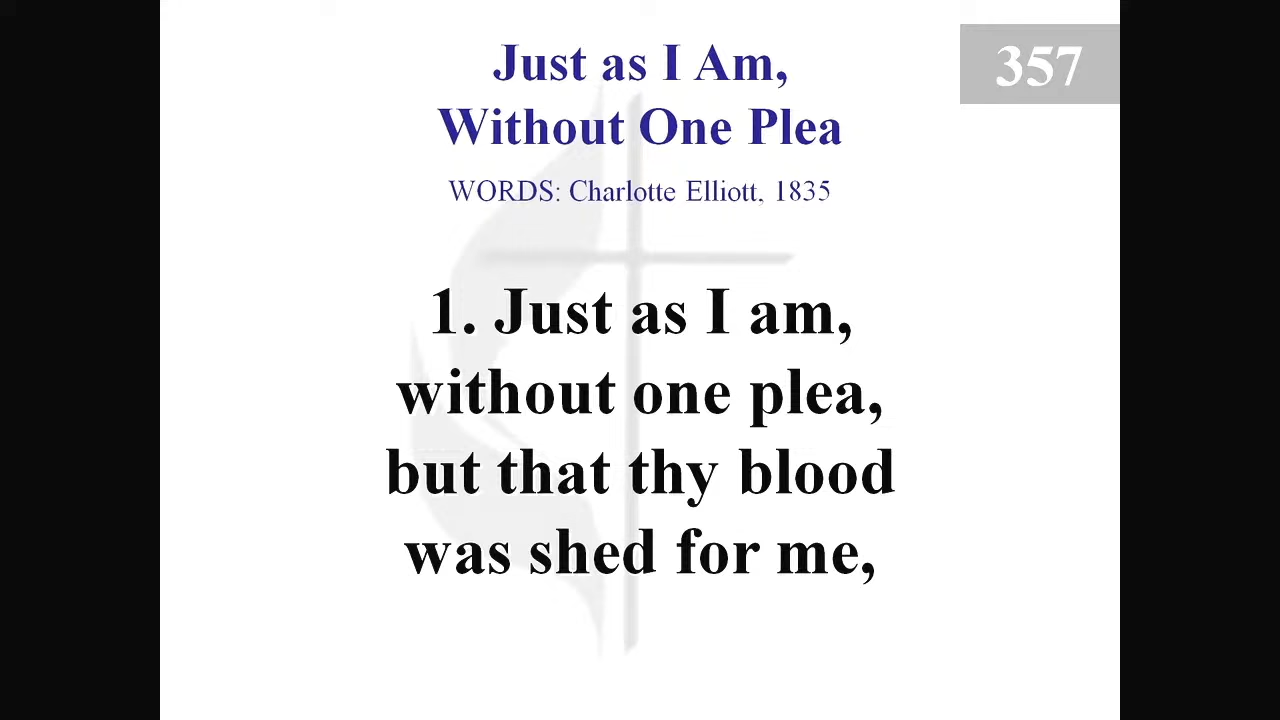 Just as I Am,
357
Without One Plea
WORDS: Charlotte Elliott, 1835
1. Just as I am,
without one plea,
but that thy blood
was shed for me,